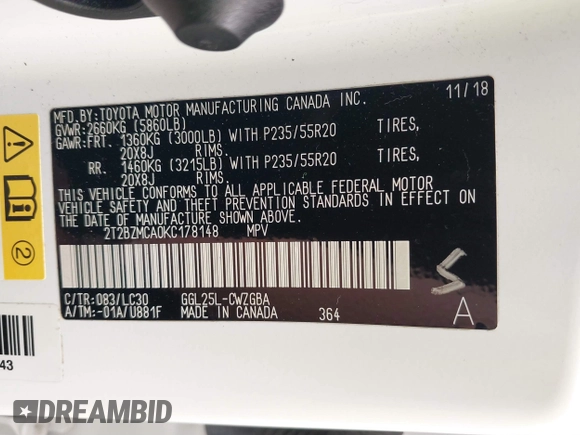 MFD.BY:TOYOTA MOTOR MANUFACTURING CANADA INC. 11/18
GVWR:2660KG (5860LB)
GAWR:FRT. 1360KG (3000LB) WITH P235/55R20 TIRES,
20X8J RIMS,
RR. 1460KG (3215LB) WITH P235/55R20 TIRES,
20X8J RIMS.
THIS VEHICLE CONFORMS TO ALL APPLICABLE FEDERAL MOTOR
VEHICLE SAFETY AND THEFT PREVENTION STANDARDS IN EFFECT ON
THE DATE OF MANUFACTURE SHOWN ABOVE.
2T2BZMCA0KC178148 MPV
C/TR:083/LC30 GGL25L-CWZGBA
A/TM:-01A/U881F MADE IN CANADA 364
S
A
2
43
DREAMBID